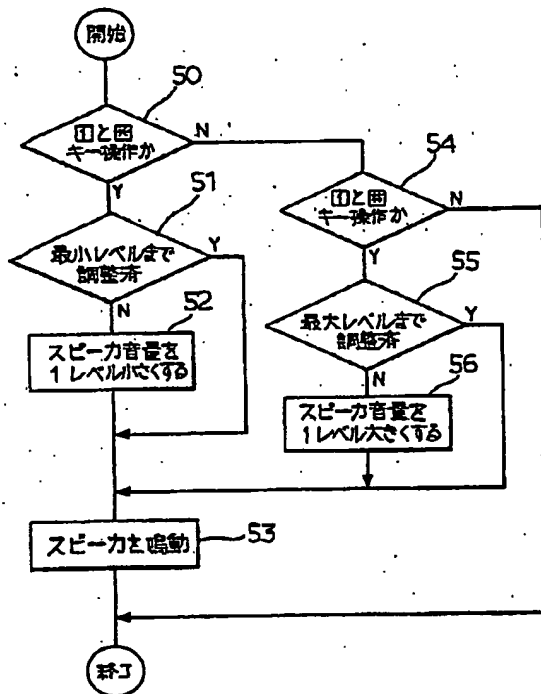 開始
50
と
キー操作か
N
Y
54
と
キー操作か
N
Y
51
最小レベルまで
調整済
Y
N
55
最大レベルまで
調整済
Y
N
52
スピーカ音量を
1レベル小さくする
56
スピーカ音量を
1レベル大きくする
スピーカを鳴動
53
終了